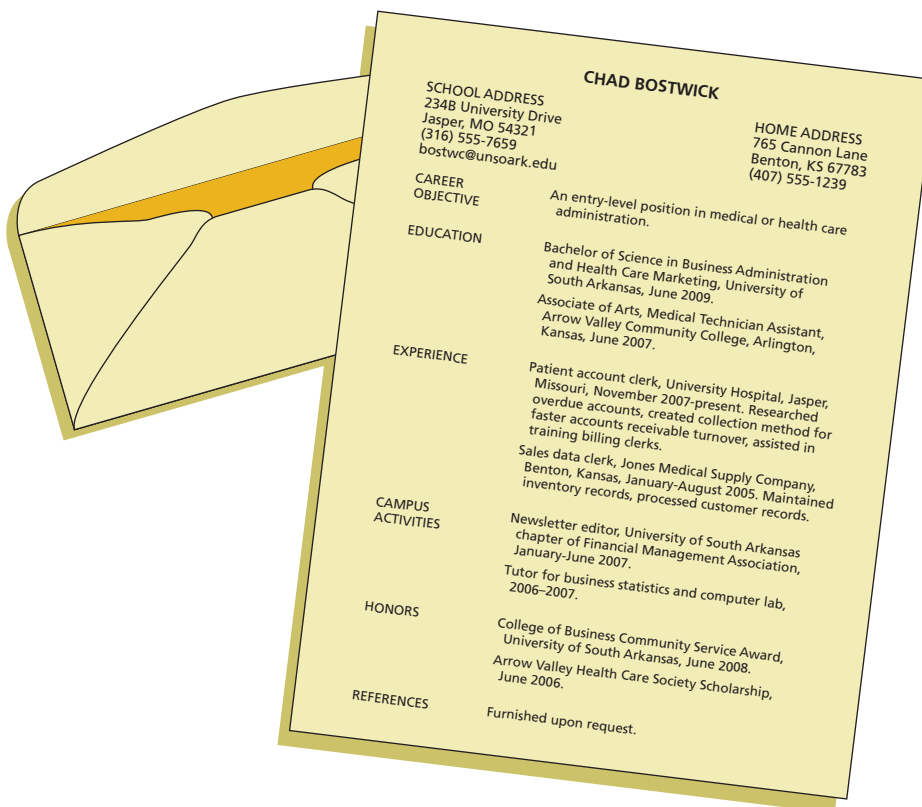 CHAD BOSTWICK
SCHOOL ADDRESS
234B University Drive
Jasper, MO 54321
(316) 555-7659
bostwc@unsoark.edu
HOME ADDRESS
765 Cannon Lane
Benton, KS 67783
(407) 555-1239
CAREER
OBJECTIVE
An entry-level position in medical or health care
administration.
EDUCATION
Bachelor of Science in Business Administration
and Health Care Marketing, University of
South Arkansas, June 2009.
Associate of Arts, Medical Technician Assistant,
Arrow Valley Community College, Arlington,
Kansas, June 2007.
EXPERIENCE
Patient account clerk, University Hospital, Jasper,
Missouri, November 2007-present. Researched
overdue accounts, created collection method for
faster accounts receivable turnover, assisted in
training billing clerks.
Sales data clerk, Jones Medical Supply Company,
Benton, Kansas, January-August 2005. Maintained
inventory records, processed customer records.
CAMPUS
ACTIVITIES
Newsletter editor, University of South Arkansas
chapter of Financial Management Association,
January-June 2007.
Tutor for business statistics and computer lab,
2006–2007.
HONORS
College of Business Community Service Award,
University of South Arkansas, June 2008.
Arrow Valley Health Care Society Scholarship,
June 2006.
REFERENCES
Furnished upon request.